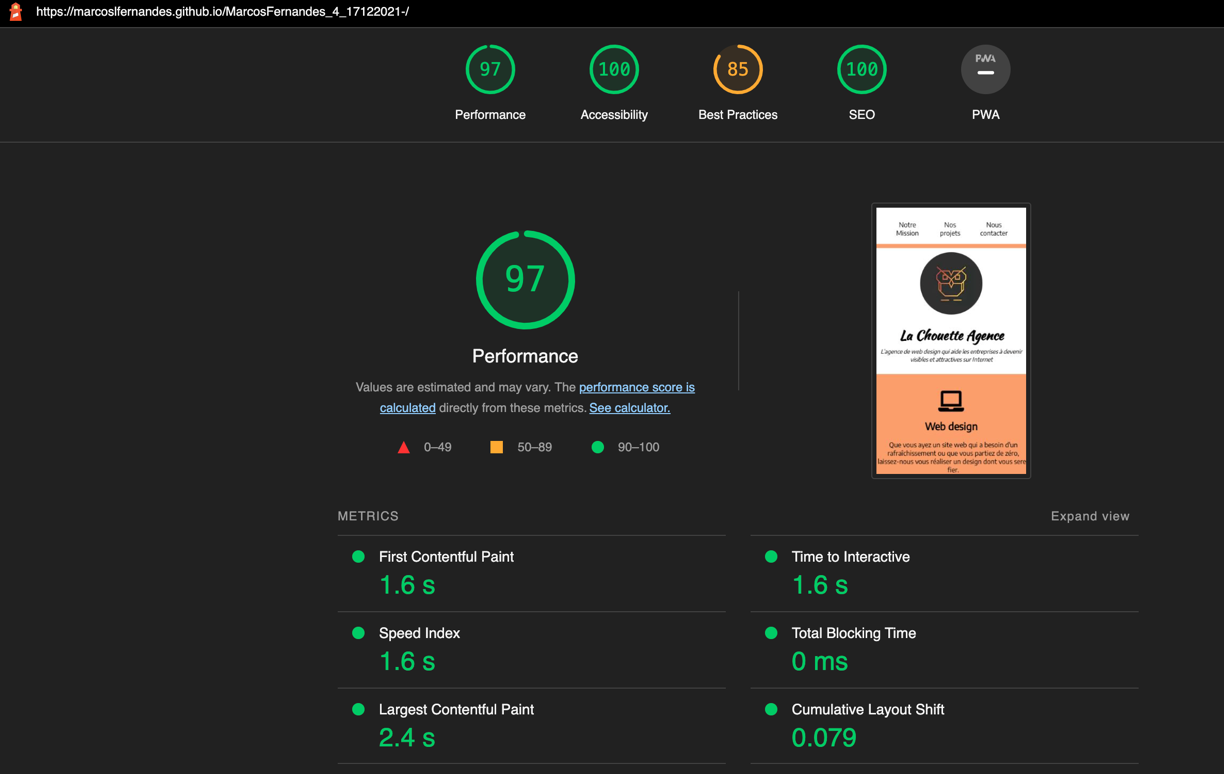 https://marcoslfernandes.github.io/MarcosFernandes_4_17122021-/
97
100
85
100
PWA
Performance
Accessibility
Best Practices
SEO
PWA
97
Performance
Values are estimated and may vary. The performance score is
calculated directly from these metrics. See calculator.
0–49
50–89
90–100
Notre
Mission
Nos
projets
Nous
contacter
La Chouette Agence
L'agence de web design qui aide les entreprises à devenir
visibles et attractives sur Internet
Web design
Que vous ayez un site web qui a besoin d'un
rafraîchissement ou que vous partiez de zéro,
laissez-nous vous réaliser un design dont vous sere
fier.
METRICS
Expand view
First Contentful Paint
1.6 s
Time to Interactive
1.6 s
Speed Index
1.6 s
Total Blocking Time
0 ms
Largest Contentful Paint
2.4 s
Cumulative Layout Shift
0.079